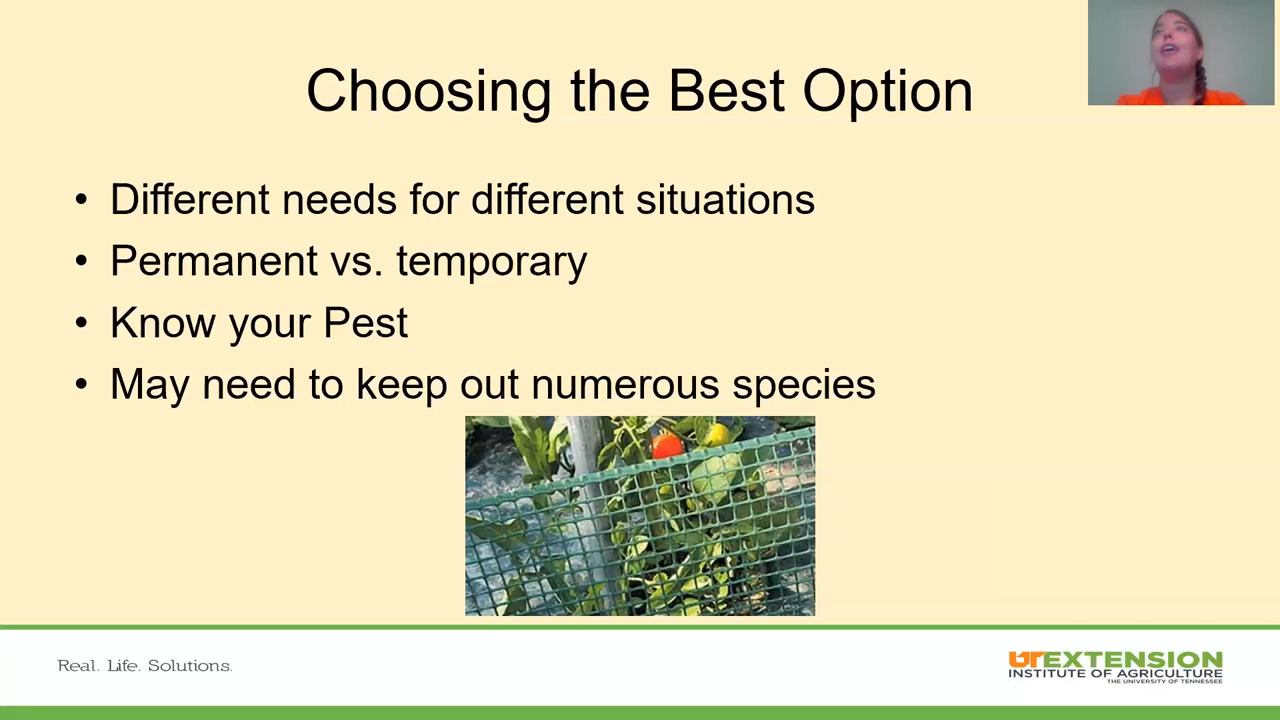 Choosing the Best Option
• Different needs for different situations
• Permanent vs. temporary
• Know your Pest
• May need to keep out numerous species
Real. Life. Solutions.
UTEXTENSION
INSTITUTE OF AGRICULTURE
THE UNIVERSITY OF TENNESSEE